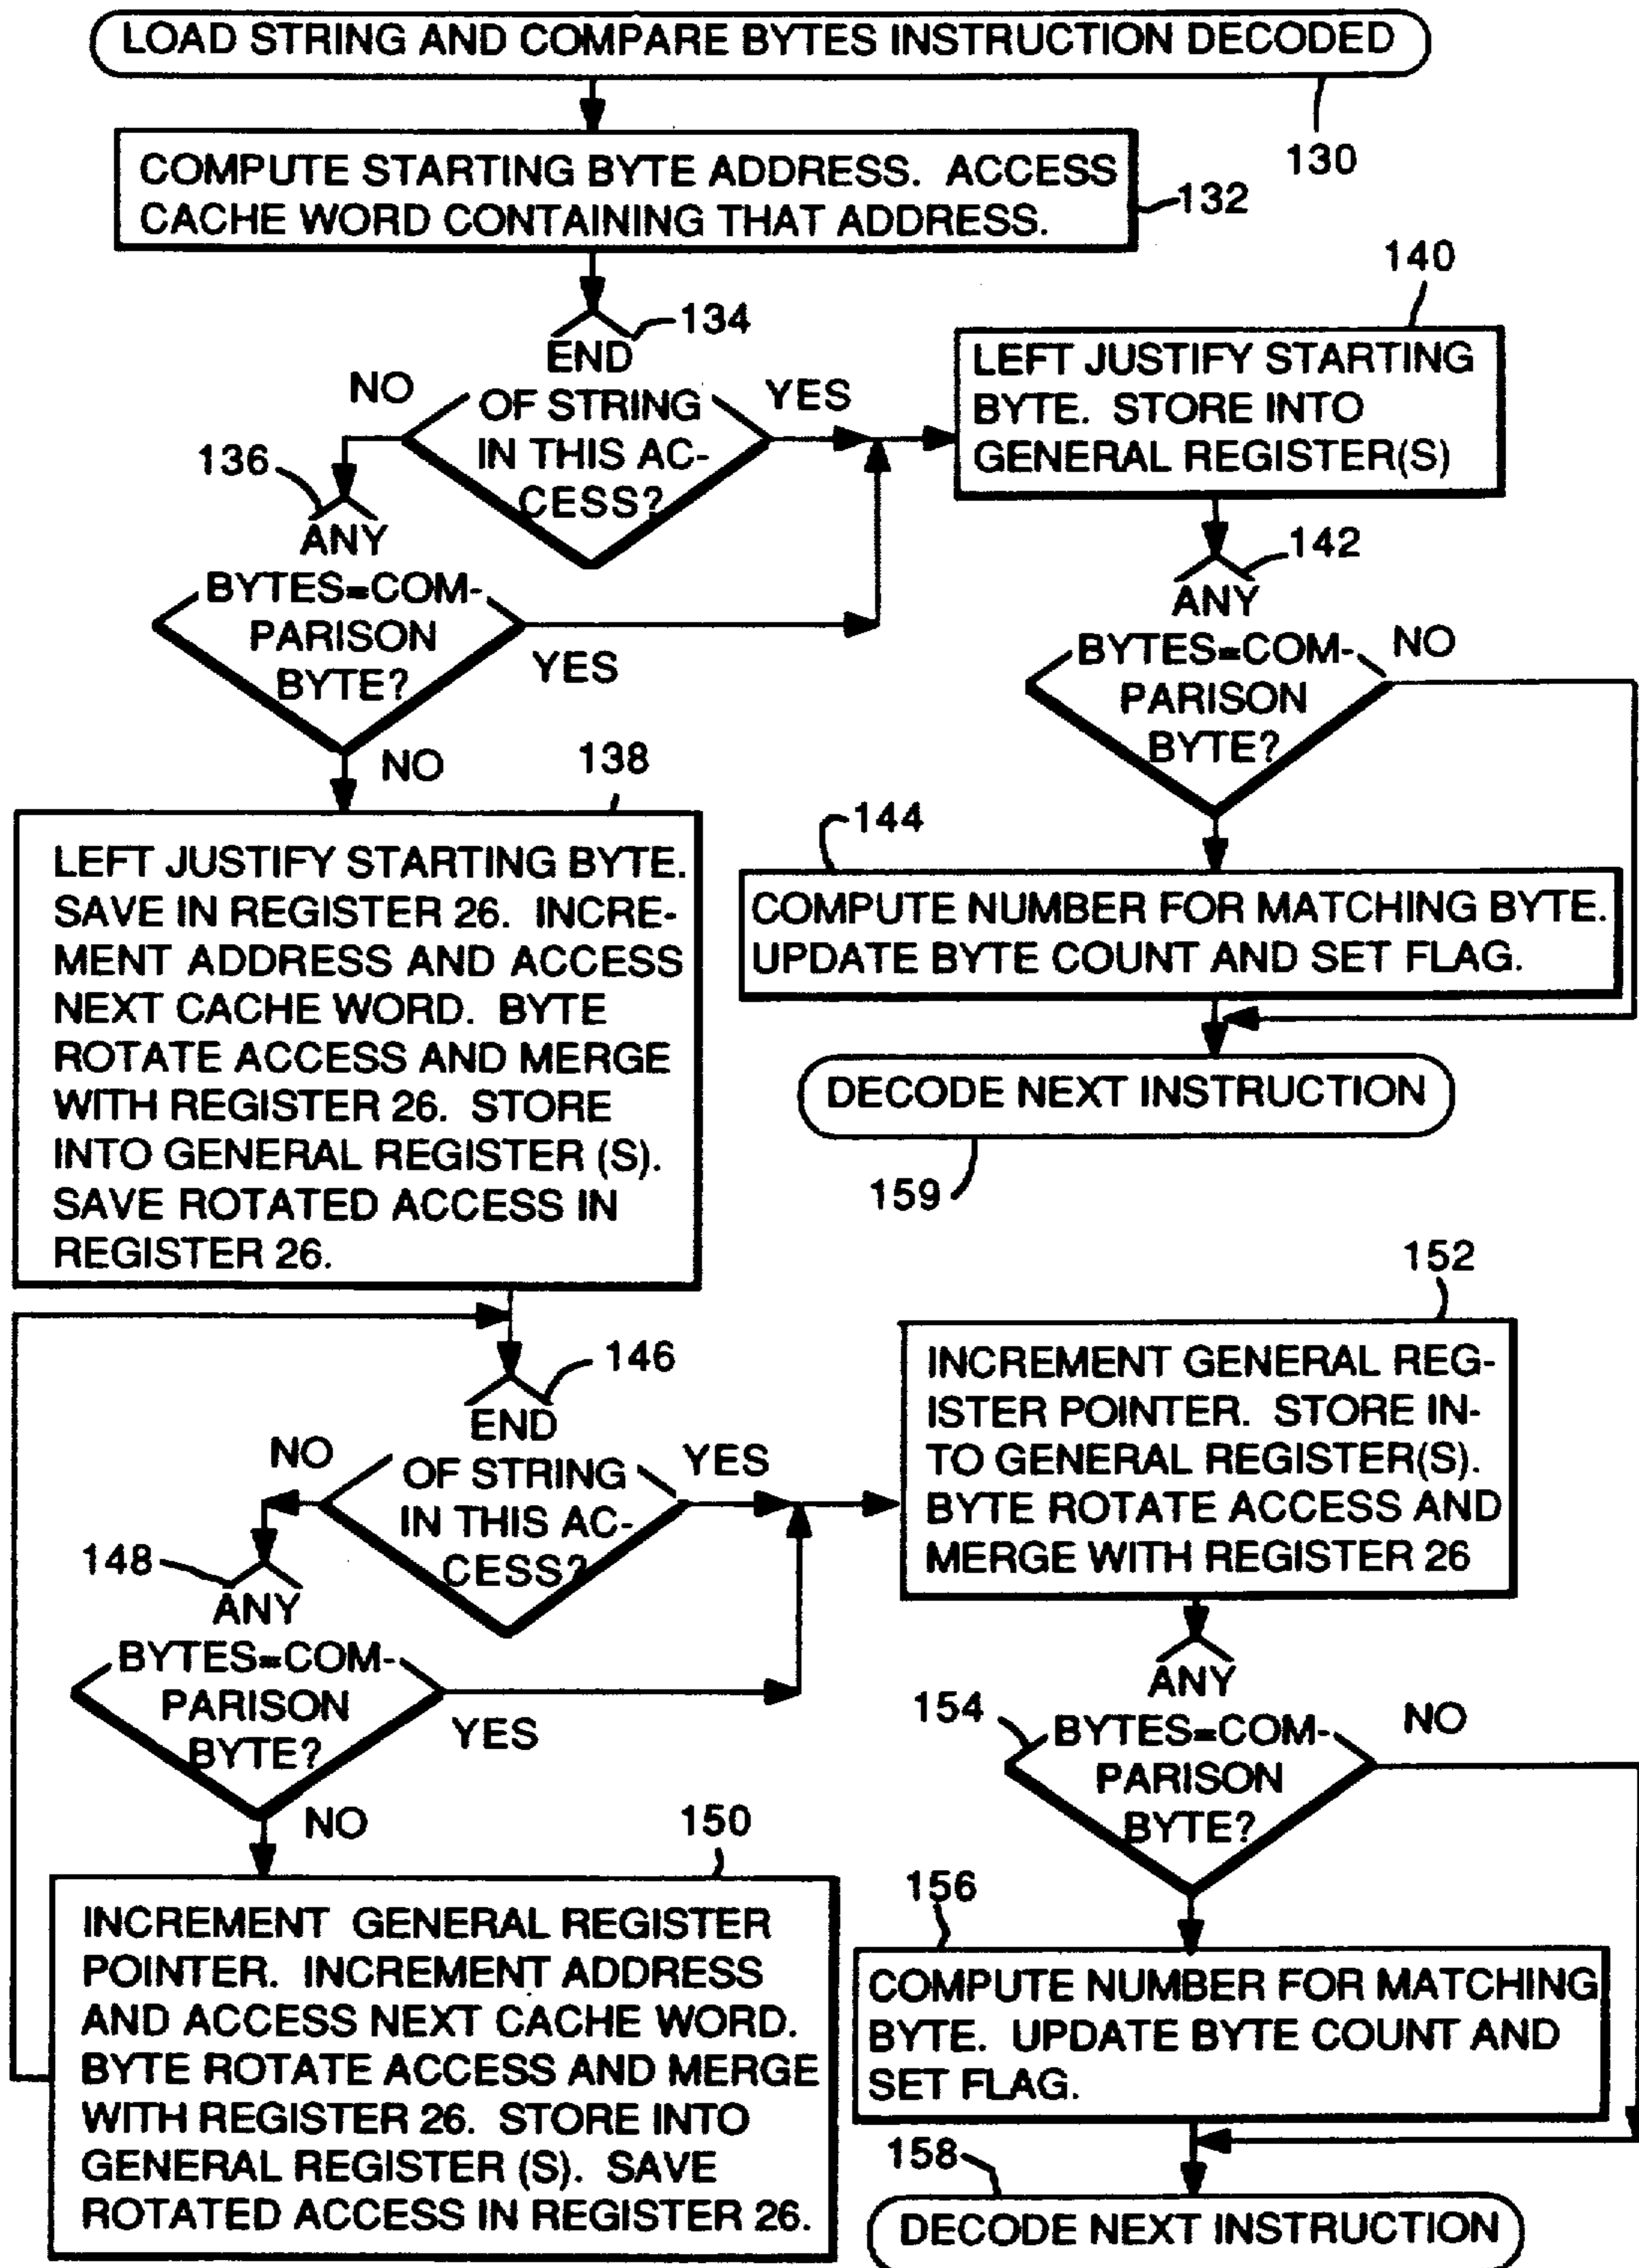 LOAD STRING AND COMPARE BYTES INSTRUCTION DECODED
130
COMPUTE STARTING BYTE ADDRESS. ACCESS
CACHE WORD CONTAINING THAT ADDRESS.
132
134
END
OF STRING
IN THIS AC-
CESS?
NO
YES
140
LEFT JUSTIFY STARTING
BYTE. STORE INTO
GENERAL REGISTER(S)
136
ANY
BYTES=COM-
PARISON
BYTE?
YES
NO
142
ANY
BYTES=COM-
PARISON
BYTE?
NO
138
LEFT JUSTIFY STARTING BYTE.
SAVE IN REGISTER 26. INCRE-
MENT ADDRESS AND ACCESS
NEXT CACHE WORD. BYTE
ROTATE ACCESS AND MERGE
WITH REGISTER 26. STORE
INTO GENERAL REGISTER (S).
SAVE ROTATED ACCESS IN
REGISTER 26.
144
COMPUTE NUMBER FOR MATCHING BYTE.
UPDATE BYTE COUNT AND SET FLAG.
DECODE NEXT INSTRUCTION
159
146
END
OF STRING
IN THIS AC-
CESS?
NO
YES
152
INCREMENT GENERAL REG-
ISTER POINTER. STORE IN-
TO GENERAL REGISTER(S).
BYTE ROTATE ACCESS AND
MERGE WITH REGISTER 26
148
ANY
BYTES=COM-
PARISON
BYTE?
YES
NO
154
ANY
BYTES=COM-
PARISON
BYTE?
NO
150
INCREMENT GENERAL REGISTER
POINTER. INCREMENT ADDRESS
AND ACCESS NEXT CACHE WORD.
BYTE ROTATE ACCESS AND MERGE
WITH REGISTER 26. STORE INTO
GENERAL REGISTER (S). SAVE
ROTATED ACCESS IN REGISTER 26.
156
COMPUTE NUMBER FOR MATCHING
BYTE. UPDATE BYTE COUNT AND
SET FLAG.
158
DECODE NEXT INSTRUCTION